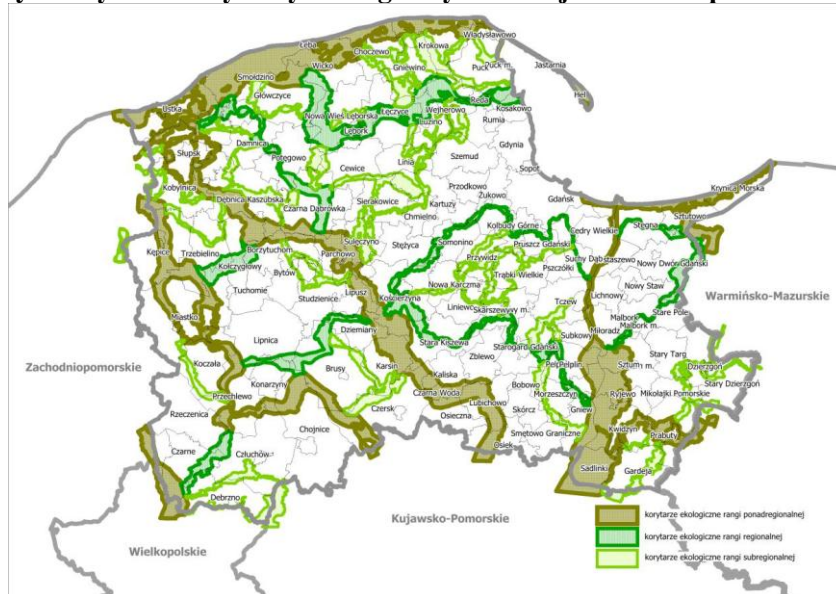 Łeba
Władysławowo
Choczewo
Krokowa
Wicko
Gniewino
Puck
Puck m.
Jastarnia
Smołdzino
Główczyce
Hel
Ustka
Nowa Wieś Lęborska
Łęczyce
Wejherowo
Reda
Kosakowo
Lębork
Luzino
Rumia
Słupsk
Damnica
Gdynia
Potęgowo
Cewice
Linia
Szemud
Sopot
Kobylnica
Przodkowo
Dębnica Kaszubska
Sierakowice
Kartuzy
Żukowo
Gdańsk
Krynica Morska
Czarna Dąbrówka
Chmielno
Sztutowo
Kępice
Trzebielino
Borzytuchom
Sulęczyno
Stężyca
Somonino
Kolbudy Górne
Cedry Wielkie
Stegna
Kołczygłowy
Parchowo
Przywidz
Pruszcz Gdański
Bytów
Suchy Dąb
Ostaszewo
Nowy Dwór Gdański
Tuchomie
Studzienice
Lipusz
Nowa Karczma
Trąbki Wielkie
Pszczółki
Lichnowy
Nowy Staw
Warmińsko-Mazurskie
Miastko
Kościerzyna
Liniewo
Skarszewy
Tczew
Malbork
Stare Pole
Lipnica
Dziemiany
Miłoradz
Malbork m.
Stara Kiszewa
Starogard Gdański
Subkowy
Zachodniopomorskie
Koczała
Brusy
Karsin
Zblewo
Pelplin
Sztum
Stary Targ
Dzierzgoń
Konarzyny
Kaliska
Bobowo
Morzeszczyn
Ryjewo
Mikołajki Pomorskie
Stary Dzierzgoń
Przechlewo
Czarna Woda
Lubichowo
Gniew
Rzeczenica
Czersk
Osieczna
Skórcz
Smętowo Graniczne
Kwidzyn
Prabuty
Chojnice
Osiek
Czarne
Człuchów
Sadlinki
Gardeja
Debrzno
Kujawsko-Pomorskie
Wielkopolskie
korytarze ekologiczne rangi ponadregionalnej
korytarze ekologiczne rangi regionalnej
korytarze ekologiczne rangi subregionalnej